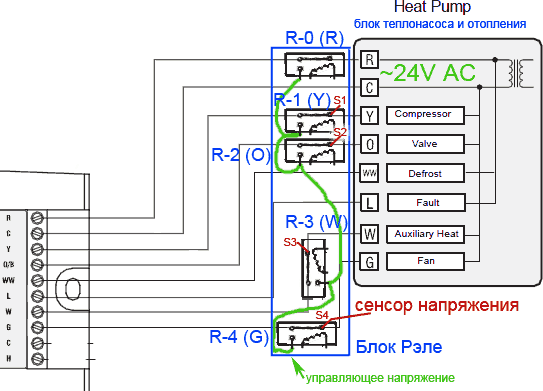 Heat Pump
блок теплонасоса и отопления
R-0 (R)
R
~24V AC
C
R-1 (Y)
S1
Y
Compressor
S2
R-2 (O)
O
Valve
WW
Defrost
L
Fault
R-3 (W)
W
Auxiliary Heat
S3
G
Fan
R
C
Y
O/B
WW
L
W
G
C
H
сенсор напряжения
S4
R-4 (G)
Блок Рэле
управляющее напряжение